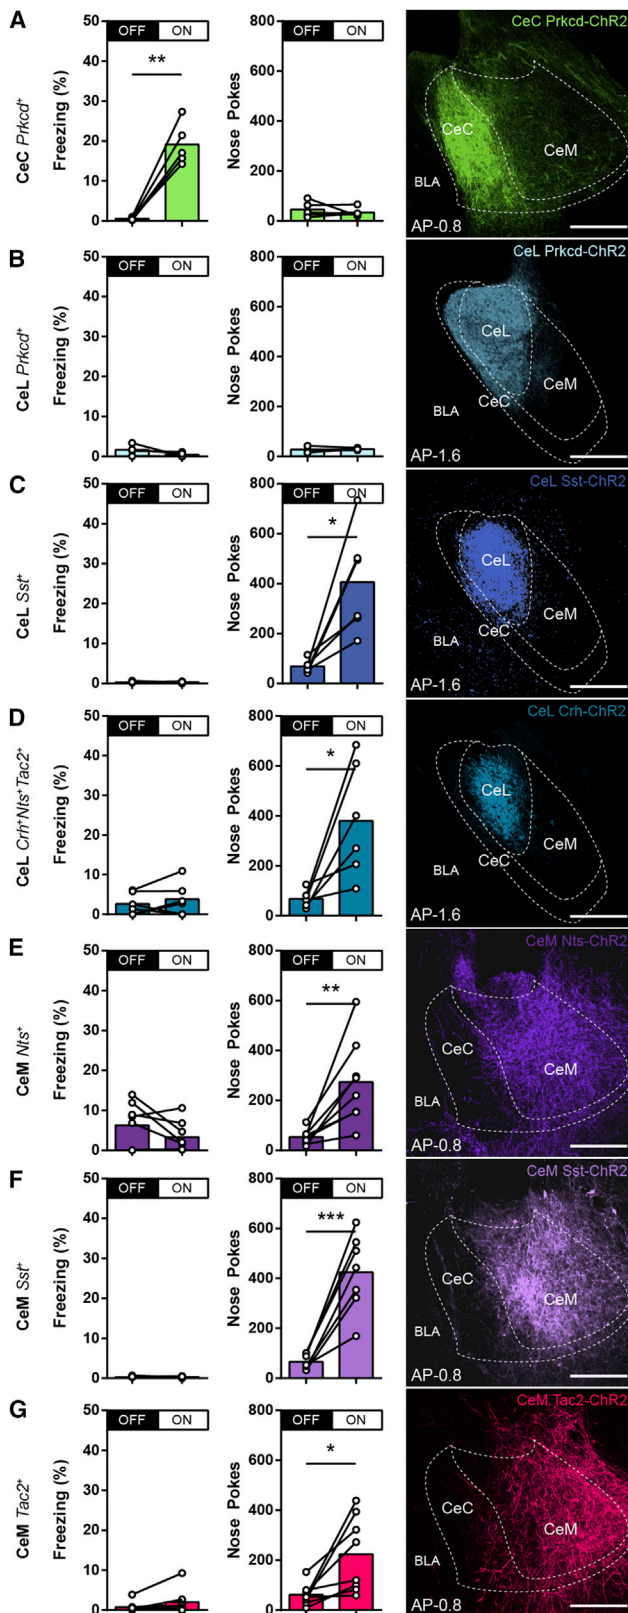 A
CeC Prkcd⁺
Freezing (%)
50
40
30
20
10
0
OFF ON
**
Nose Pokes
800
600
400
200
0
OFF ON
CeC Prkcd-ChR2
CeC
CeM
BLA
AP-0.8
B
CeL Prkcd⁺
Freezing (%)
50
40
30
20
10
0
OFF ON
Nose Pokes
800
600
400
200
0
OFF ON
CeL Prkcd-ChR2
CeL
CeM
CeC
BLA
AP-1.6
C
CeL Sst⁺
Freezing (%)
50
40
30
20
10
0
OFF ON
Nose Pokes
800
600
400
200
0
OFF ON
*
CeL Sst-ChR2
CeL
CeM
BLA
CeC
AP-1.6
D
CeL Crh⁺Nts⁺Tac2⁺
Freezing (%)
50
40
30
20
10
0
OFF ON
Nose Pokes
800
600
400
200
0
OFF ON
*
CeL Crh-ChR2
CeL
CeM
BLA
CeC
AP-1.6
E
CeM Nts⁺
Freezing (%)
50
40
30
20
10
0
OFF ON
Nose Pokes
800
600
400
200
0
OFF ON
**
CeM Nts-ChR2
CeC
CeM
BLA
AP-0.8
F
CeM Sst⁺
Freezing (%)
50
40
30
20
10
0
OFF ON
Nose Pokes
800
600
400
200
0
OFF ON
***
CeM Sst-ChR2
CeC
CeM
BLA
AP-0.8
G
CeM Tac2⁺
Freezing (%)
50
40
30
20
10
0
OFF ON
Nose Pokes
800
600
400
200
0
OFF ON
*
CeM Tac2-ChR2
CeC
CeM
BLA
AP-0.8